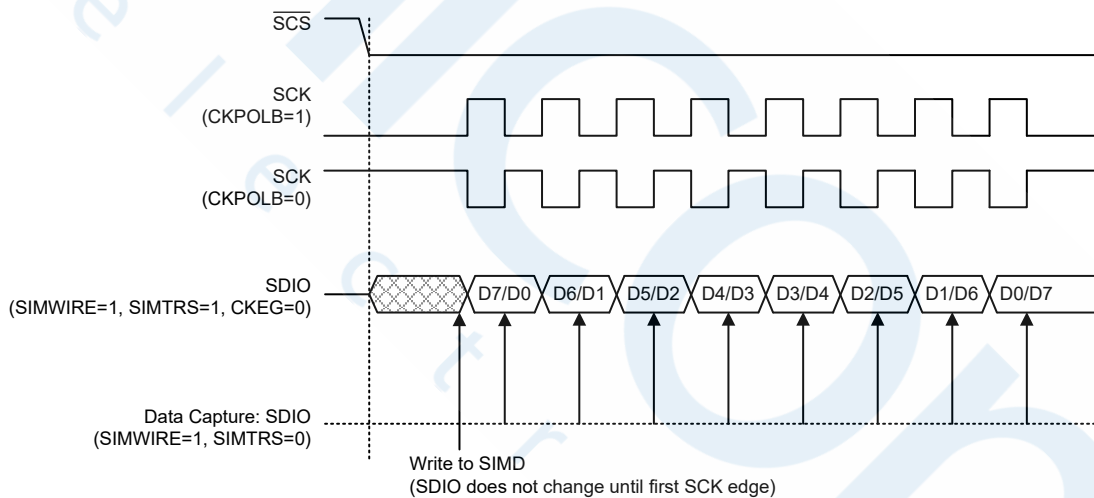 SCS
SCK
(CKPOLB=1)
SCK
(CKPOLB=0)
SDIO
(SIMWIRE=1, SIMTRS=1, CKEG=0)
D7/D0 D6/D1 D5/D2 D4/D3 D3/D4 D2/D5 D1/D6 D0/D7
Data Capture: SDIO
(SIMWIRE=1, SIMTRS=0)
Write to SIMD
(SDIO does not change until first SCK edge)